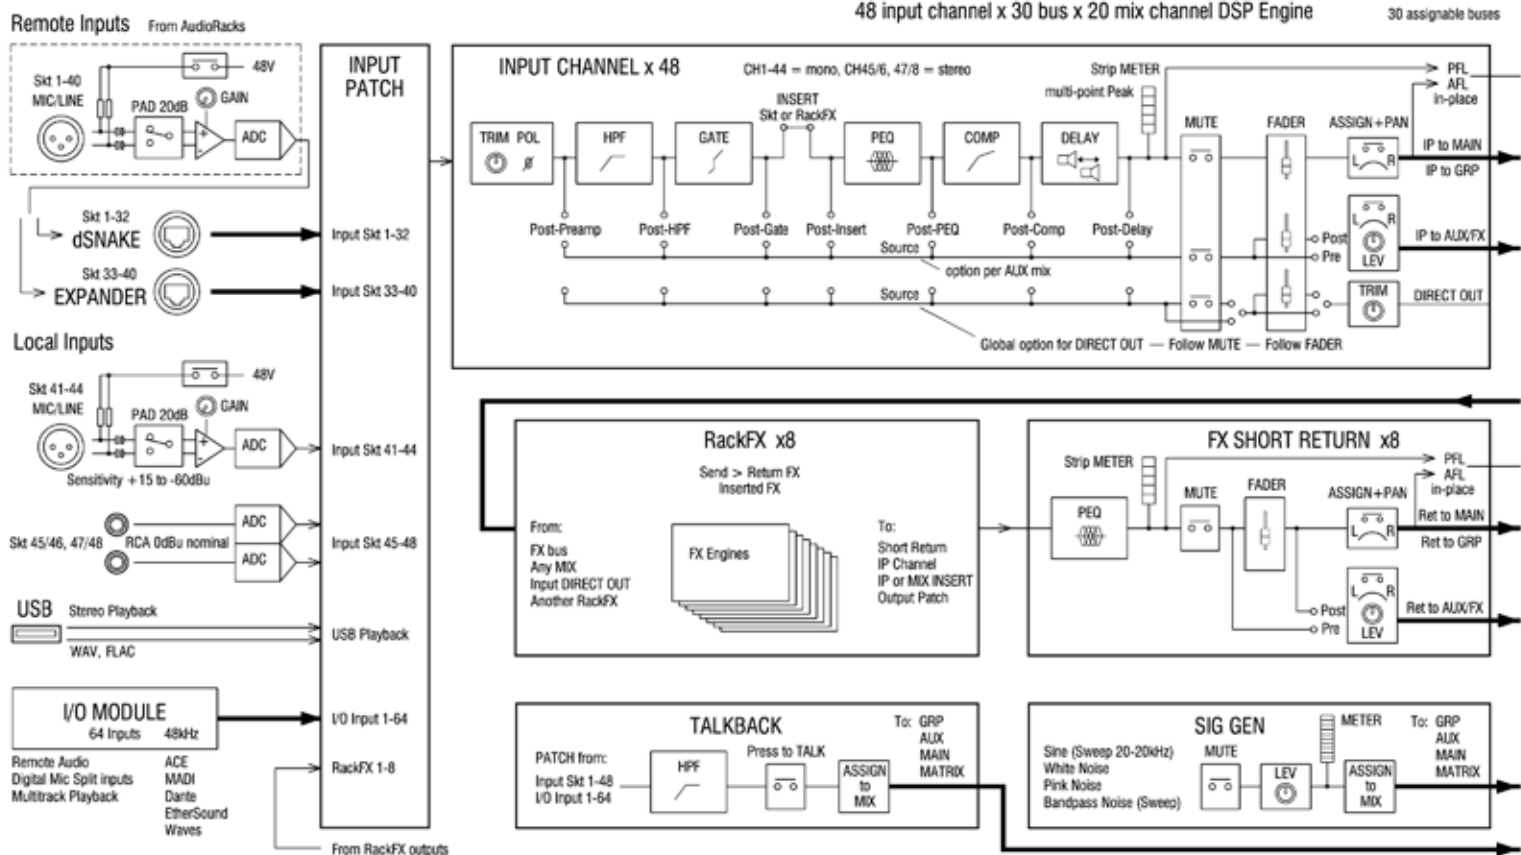 48 input channel x 30 bus x 20 mix channel DSP Engine
30 assignable buses
Remote Inputs
From AudioRacks
Skt 1-40
MIC/LINE
48V
GAIN
PAD 20dB
ADC
Skt 1-32
dSNAKE
Skt 33-40
EXPANDER
Local Inputs
Skt 41-44
MIC/LINE
48V
GAIN
PAD 20dB
ADC
Sensitivity +15 to -60dBu
Skt 45/46, 47/48
RCA 0dBu nominal
ADC
ADC
USB
Stereo Playback
WAV, FLAC
I/O MODULE
64 Inputs 48kHz
Remote Audio
Digital Mic Split inputs
Multitrack Playback
ACE
MADI
Dante
EtherSound
Waves
INPUT
PATCH
Input Skt 1-32
Input Skt 33-40
Input Skt 41-44
Input Skt 45-48
USB Playback
I/O Input 1-64
RackFX 1-8
From RackFX outputs
INPUT CHANNEL x 48
CH1-44 = mono, CH45/6, 47/8 = stereo
INSERT
Skt or RackFX
Strip METER
multi-point Peak
PFL
AFL
in-place
TRIM POL
HPF
GATE
PEQ
COMP
DELAY
MUTE
FADER
ASSIGN+PAN
L R
IP to MAIN
IP to GRP
Post-Preamp
Post-HPF
Post-Gate
Post-Insert
Post-PEQ
Post-Comp
Post-Delay
Source
option per AUX mix
Post
Pre
L R
LEV
IP to AUX/FX
Source
TRIM
DIRECT OUT
Global option for DIRECT OUT — Follow MUTE — Follow FADER
RackFX x8
Send > Return FX
Inserted FX
From:
FX bus
Any MIX
Input DIRECT OUT
Another RackFX
FX Engines
To:
Short Return
IP Channel
IP or MIX INSERT
Output Patch
FX SHORT RETURN x8
Strip METER
PFL
AFL
in-place
PEQ
MUTE
FADER
ASSIGN+PAN
L R
Ret to MAIN
Ret to GRP
Post
Pre
L R
LEV
Ret to AUX/FX
TALKBACK
PATCH from:
Input Skt 1-48
I/O Input 1-64
HPF
Press to TALK
ASSIGN
to
MIX
To: GRP
AUX
MAIN
MATRIX
SIG GEN
Sine (Sweep 20-20kHz)
White Noise
Pink Noise
Bandpass Noise (Sweep)
MUTE
LEV
METER
ASSIGN
to
MIX
To: GRP
AUX
MAIN
MATRIX